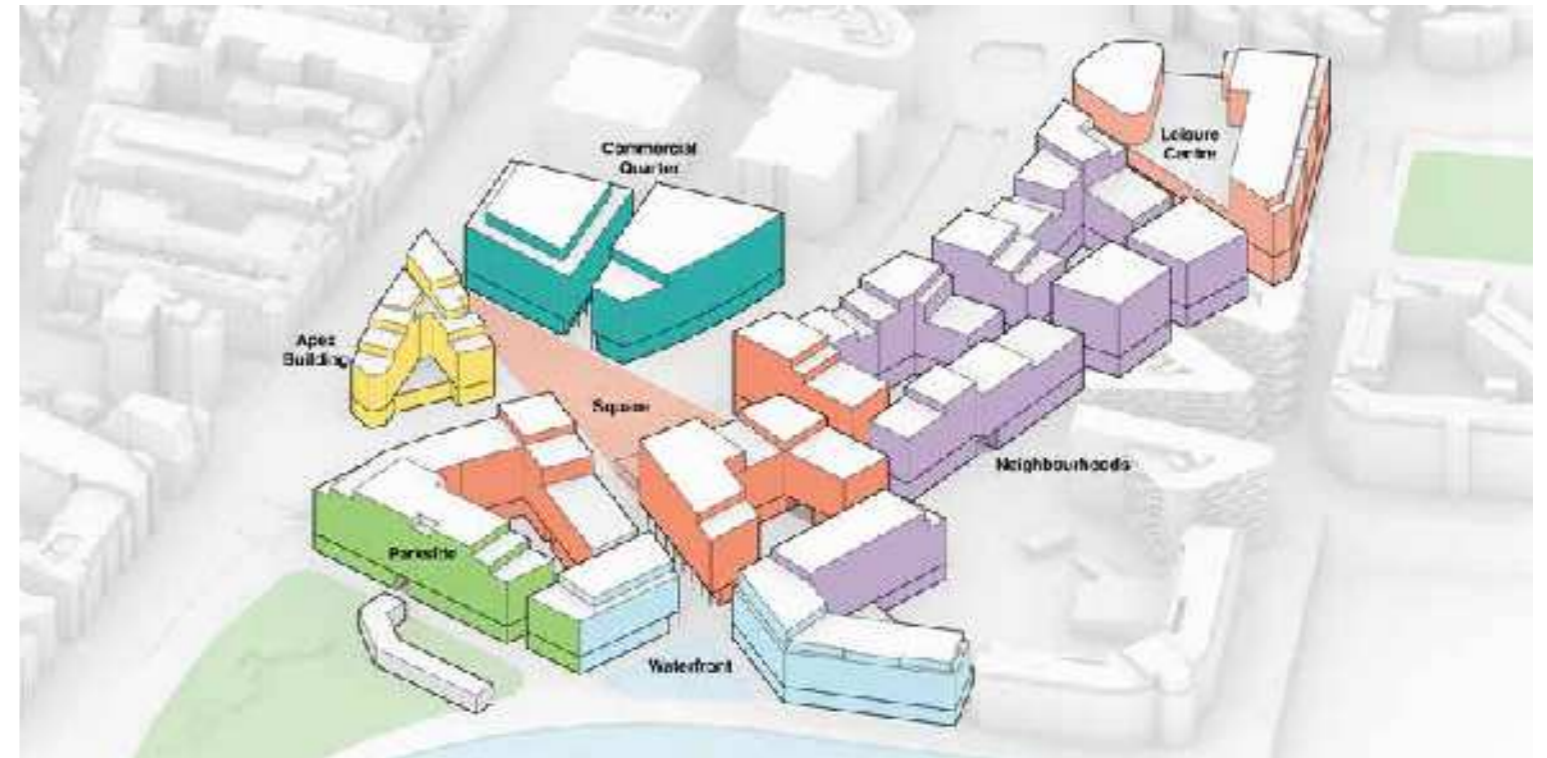 Commercial
Quarter
Leisure
Centre
Apex
Building
Square
Neighbourhoods
Parkside
Waterfront